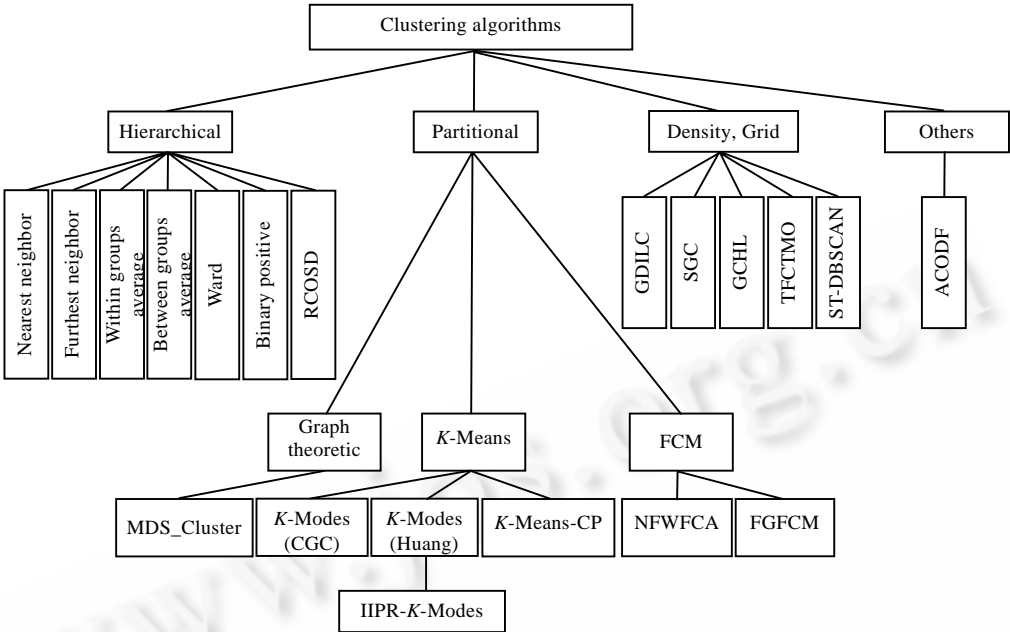 Clustering algorithms
Hierarchical
Partitional
Density, Grid
Others
Nearest neighbor
Furthest neighbor
Within groups
average
Between groups
average
Ward
Binary positive
RCOSD
GDILC
SGC
GCHL
TFCTMO
ST-DBSCAN
ACODF
Graph
theoretic
K-Means
FCM
MDS_Cluster
K-Modes
(CGC)
K-Modes
(Huang)
K-Means-CP
NFWFCA
FGFCM
IIPR-K-Modes